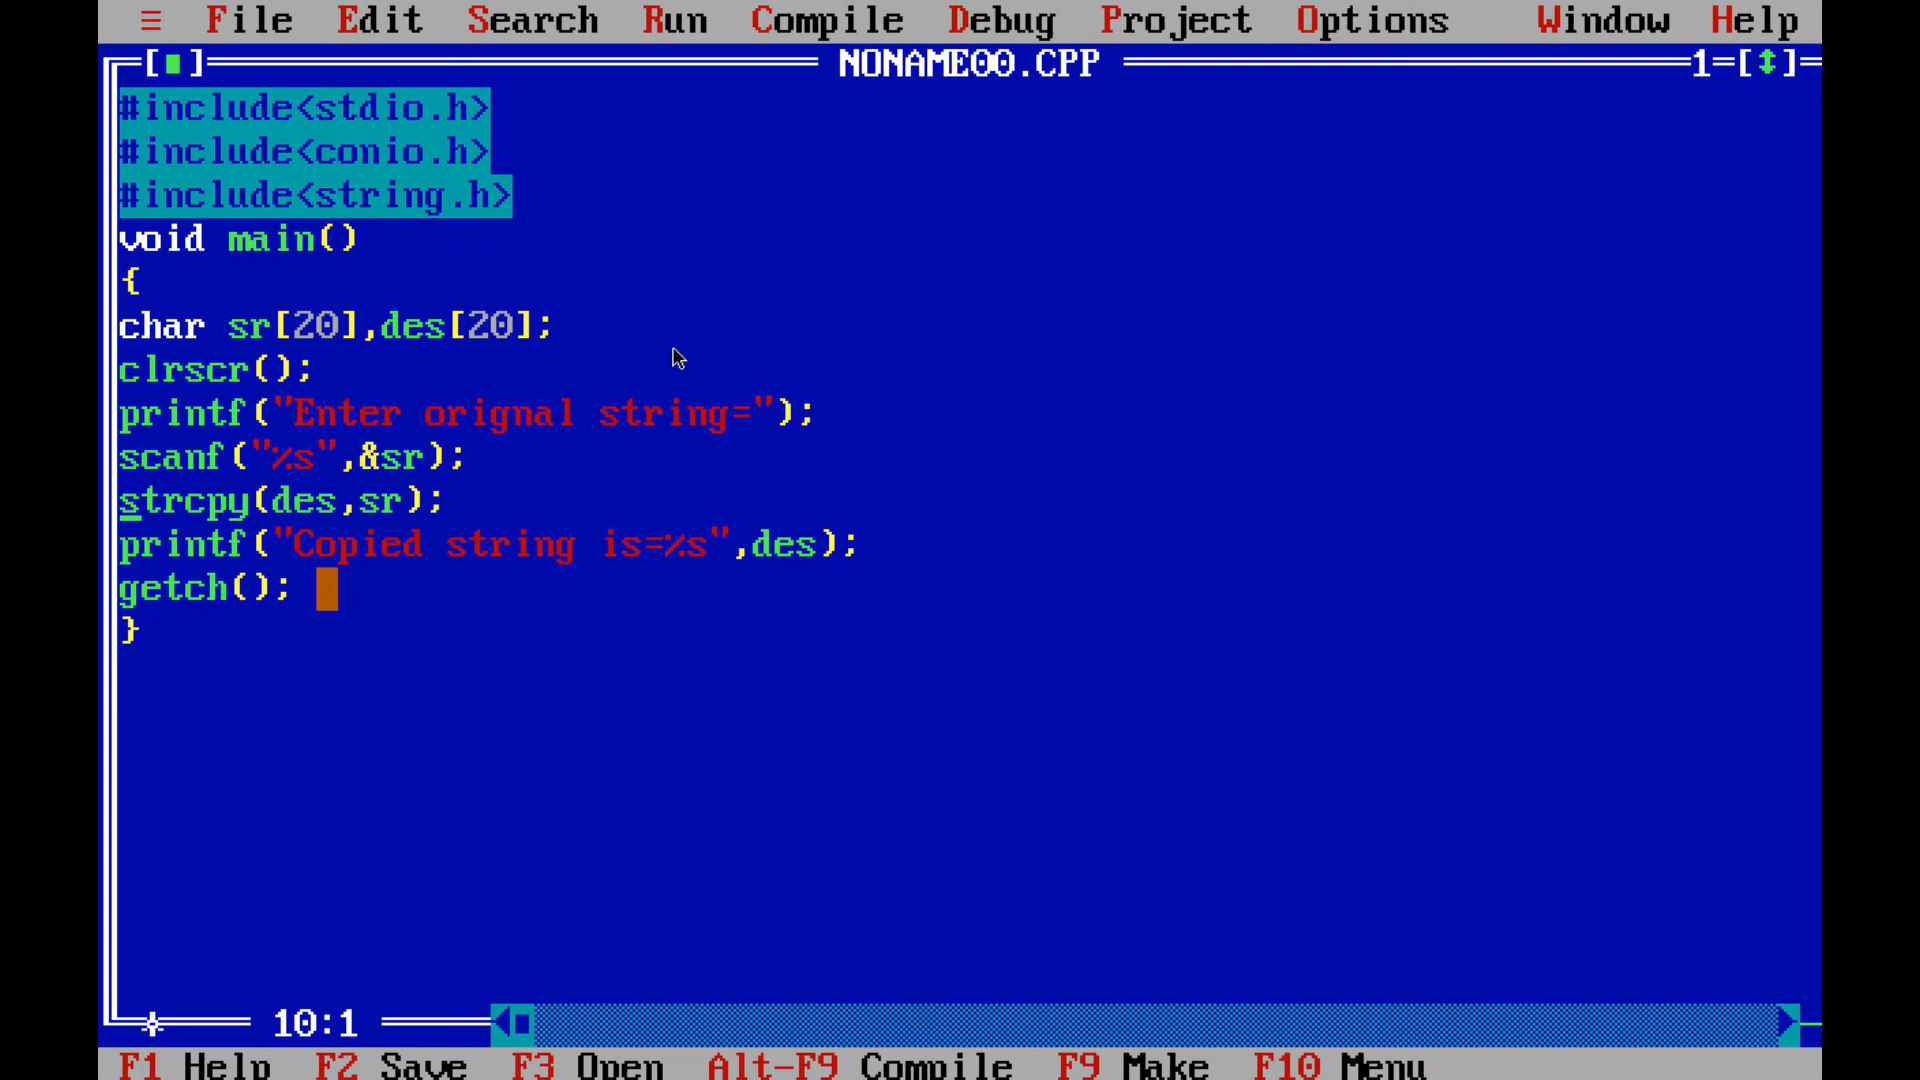 ≡ File Edit Search Run Compile Debug Project Options Window Help
[■] NONAME00.CPP 1=[↕]
#include<stdio.h>
#include<conio.h>
#include<string.h>
void main()
{
char sr[20],des[20];
clrscr();
printf("Enter orignal string=");
scanf("%s",&sr);
strcpy(des,sr);
printf("Copied string is=%s",des);
getch();
}
10:1
F1 Help F2 Save F3 Open Alt-F9 Compile F9 Make F10 Menu